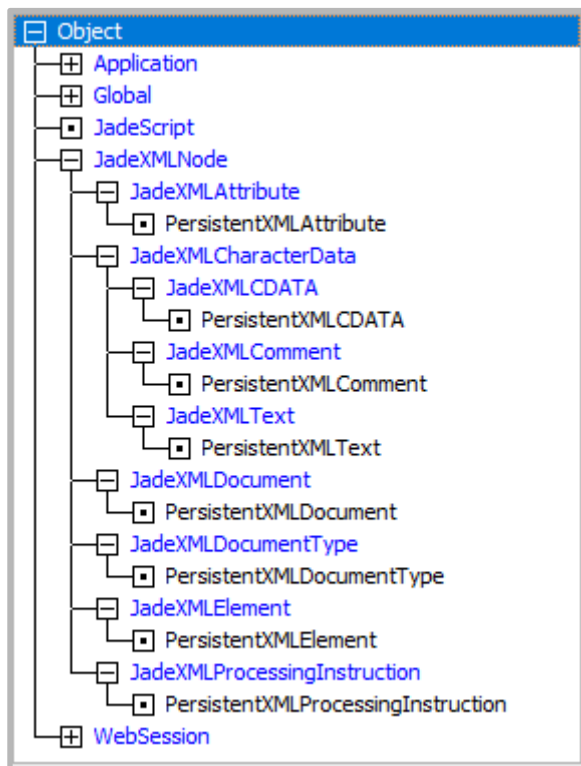 Object
Application
Global
JadeScript
JadeXMLNode
JadeXMLAttribute
PersistentXMLAttribute
JadeXMLCharacterData
JadeXMLCDATA
PersistentXMLCDATA
JadeXMLComment
PersistentXMLComment
JadeXMLText
PersistentXMLText
JadeXMLDocument
PersistentXMLDocument
JadeXMLDocumentType
PersistentXMLDocumentType
JadeXMLElement
PersistentXMLElement
JadeXMLProcessingInstruction
PersistentXMLProcessingInstruction
WebSession